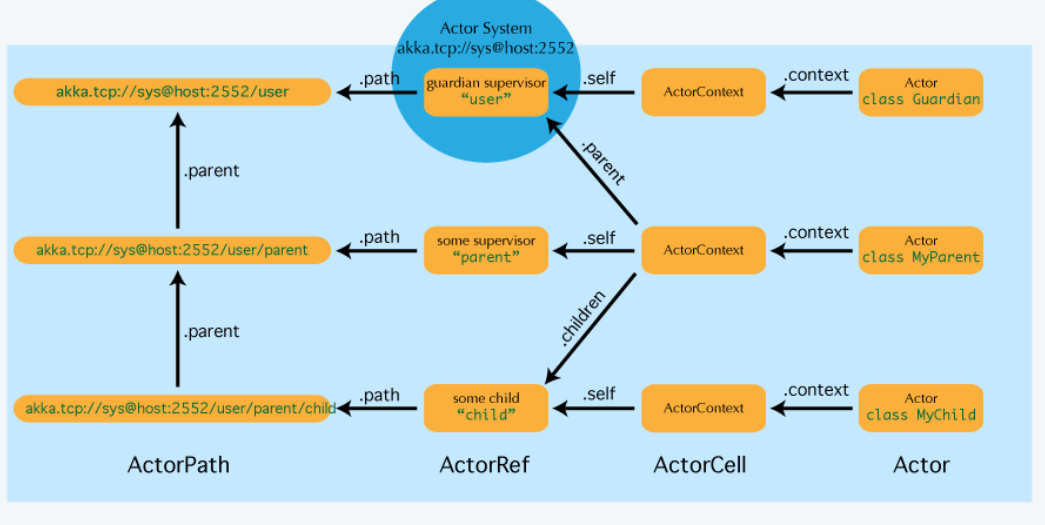 Actor System
akka.tcp://sys@host:2552
akka.tcp://sys@host:2552/user
.path
guardian supervisor
“user”
.self
ActorContext
.context
Actor
class Guardian
.parent
.parent
akka.tcp://sys@host:2552/user/parent
.path
some supervisor
“parent”
.self
ActorContext
.context
Actor
class MyParent
.parent
.children
akka.tcp://sys@host:2552/user/parent/child
.path
some child
“child”
.self
ActorContext
.context
Actor
class MyChild
ActorPath
ActorRef
ActorCell
Actor